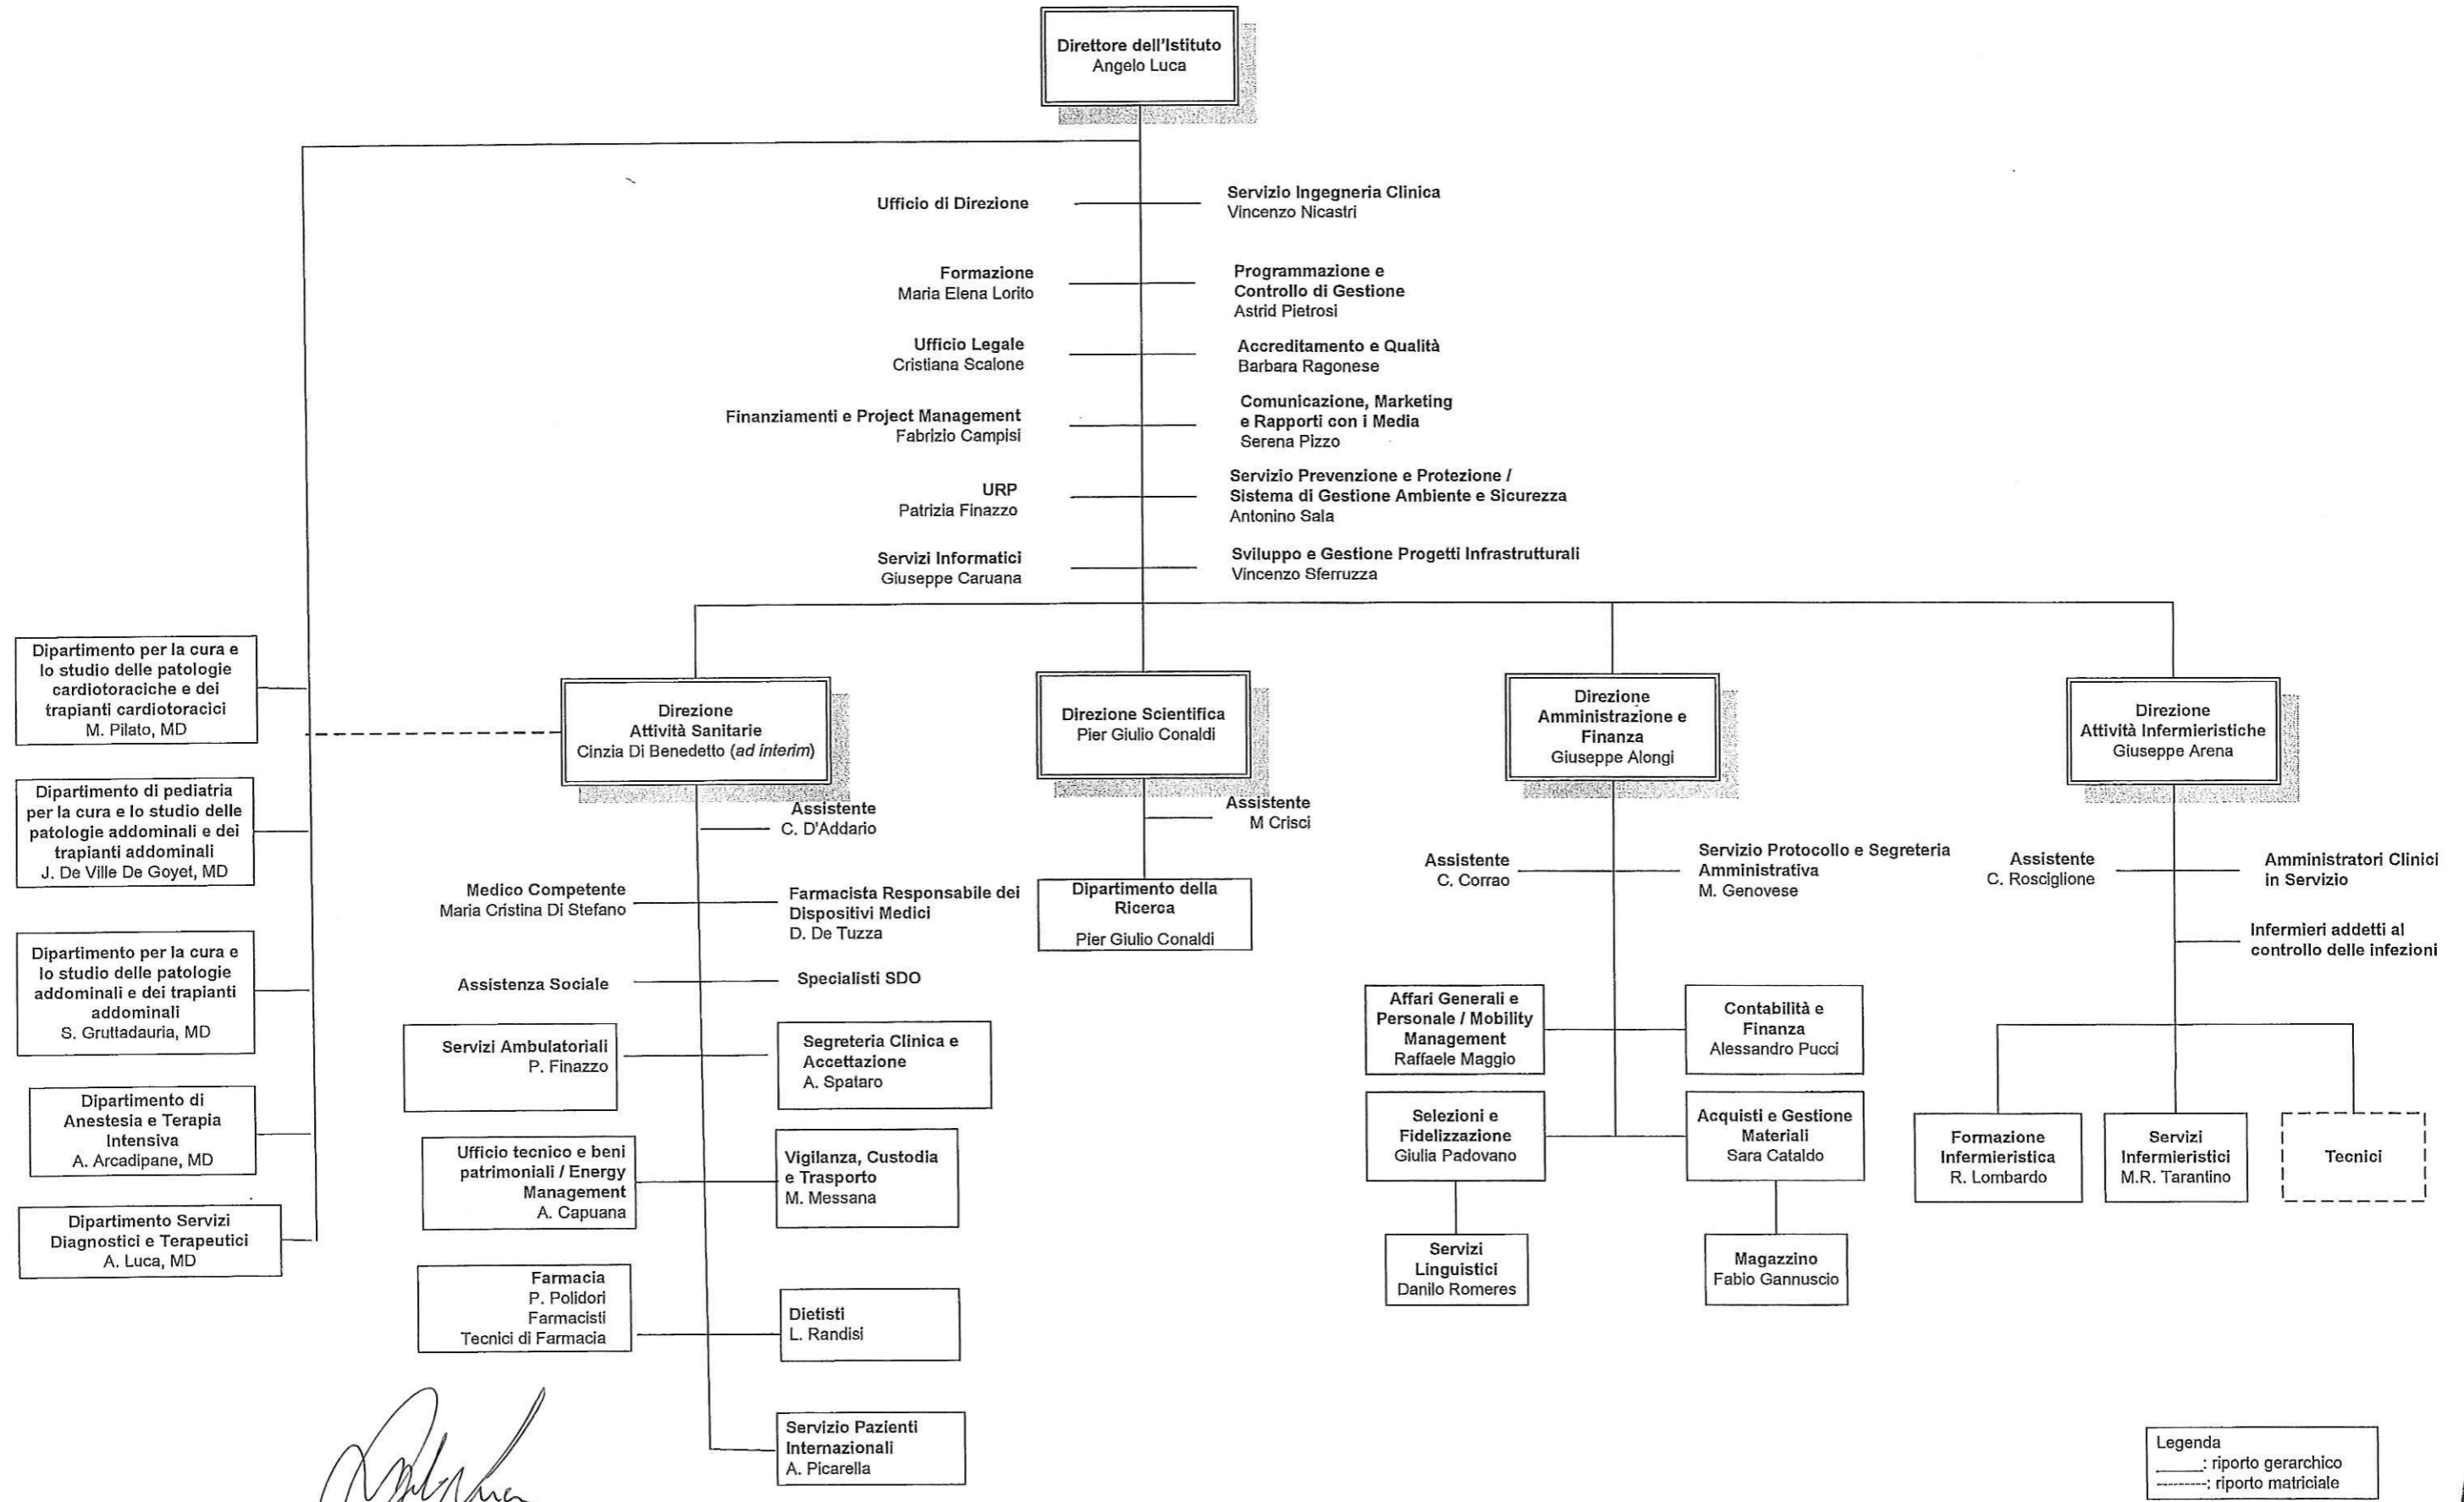 Direttore dell'Istituto
Angelo Luca
Ufficio di Direzione
Servizio Ingegneria Clinica
Vincenzo Nicastri
Formazione
Maria Elena Lorito
Programmazione e
Controllo di Gestione
Astrid Pietrosi
Ufficio Legale
Cristiana Scalone
Accreditamento e Qualità
Barbara Ragonese
Finanziamenti e Project Management
Fabrizio Campisi
Comunicazione, Marketing
e Rapporti con i Media
Serena Pizzo
URP
Patrizia Finazzo
Servizio Prevenzione e Protezione /
Sistema di Gestione Ambiente e Sicurezza
Antonino Sala
Servizi Informatici
Giuseppe Caruana
Sviluppo e Gestione Progetti Infrastrutturali
Vincenzo Sferruzza
Dipartimento per la cura e
lo studio delle patologie
cardiotoraciche e dei
trapianti cardiotoracici
M. Pilato, MD
Dipartimento di pediatria
per la cura e lo studio delle
patologie addominali e dei
trapianti addominali
J. De Ville De Goyet, MD
Dipartimento per la cura e
lo studio delle patologie
addominali e dei trapianti
addominali
S. Gruttadauria, MD
Dipartimento di
Anestesia e Terapia
Intensiva
A. Arcadipane, MD
Dipartimento Servizi
Diagnostici e Terapeutici
A. Luca, MD
Direzione
Attività Sanitarie
Cinzia Di Benedetto (ad interim)
Assistente
C. D'Addario
Medico Competente
Maria Cristina Di Stefano
Farmacista Responsabile dei
Dispositivi Medici
D. De Tuzza
Assistenza Sociale
Specialisti SDO
Servizi Ambulatoriali
P. Finazzo
Segreteria Clinica e
Accettazione
A. Spataro
Ufficio tecnico e beni
patrimoniali / Energy
Management
A. Capuana
Vigilanza, Custodia
e Trasporto
M. Messana
Farmacia
P. Polidori
Farmacisti
Tecnici di Farmacia
Dietisti
L. Randisi
Servizio Pazienti
Internazionali
A. Picarella
Direzione Scientifica
Pier Giulio Conaldi
Assistente
M Crisci
Dipartimento della
Ricerca
Pier Giulio Conaldi
Direzione
Amministrazione e
Finanza
Giuseppe Alongi
Assistente
C. Corrao
Servizio Protocollo e Segreteria
Amministrativa
M. Genovese
Affari Generali e
Personale / Mobility
Management
Raffaele Maggio
Contabilità e
Finanza
Alessandro Pucci
Selezioni e
Fidelizzazione
Giulia Padovano
Acquisti e Gestione
Materiali
Sara Cataldo
Servizi
Linguistici
Danilo Romeres
Magazzino
Fabio Gannuscio
Direzione
Attività Infermieristiche
Giuseppe Arena
Assistente
C. Rosciglione
Amministratori Clinici
in Servizio
Infermieri addetti al
controllo delle infezioni
Formazione
Infermieristica
R. Lombardo
Servizi
Infermieristici
M.R. Tarantino
Tecnici
Legenda
______: riporto gerarchico
---------: riporto matriciale